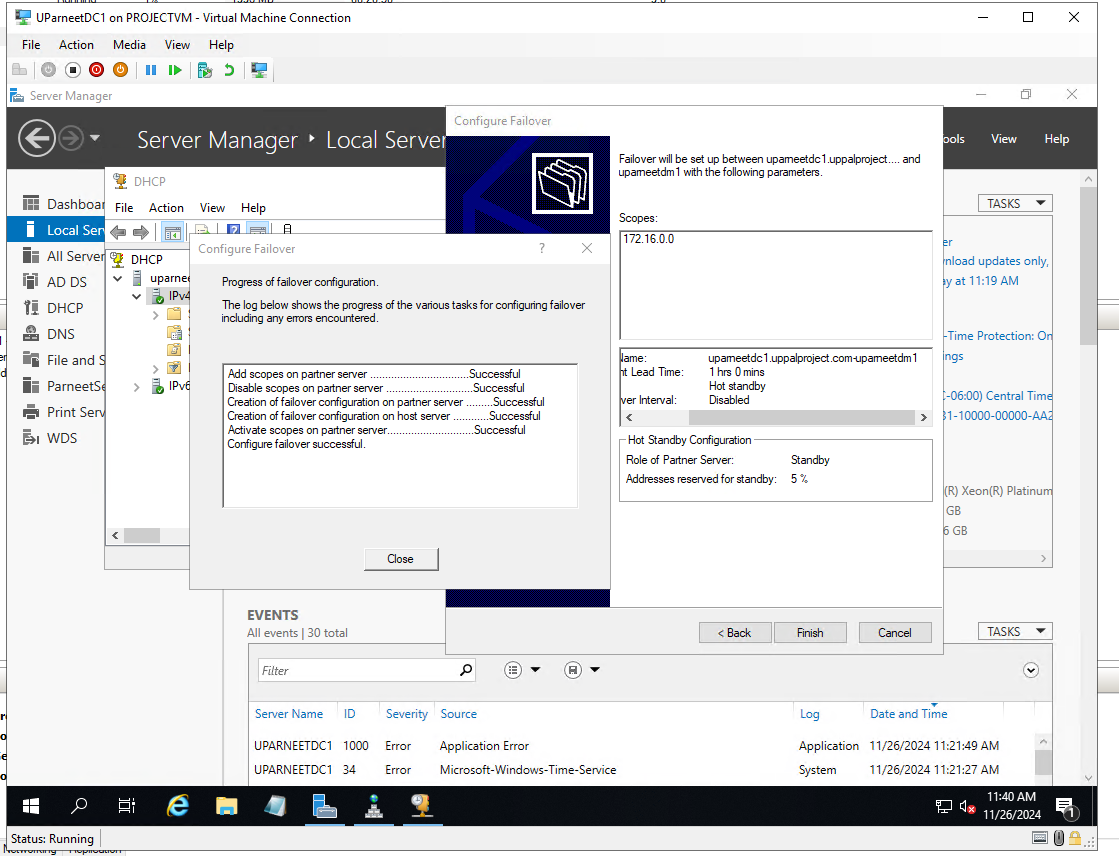 UParneetDC1 on PROJECTVM - Virtual Machine Connection
File Action Media View Help
Server Manager
Server Manager ‣ Local Server
ools View Help
Dashboar
Local Serv
All Server
AD DS
DHCP
DNS
File and S
ParneetSe
Print Serv
WDS
DHCP
File Action View Help
DHCP
uparnee
IPv4
IPv6
Configure Failover
?
Progress of failover configuration.
The log below shows the progress of the various tasks for configuring failover
including any errors encountered.
Add scopes on partner server ..............................Successful
Disable scopes on partner server ..........................Successful
Creation of failover configuration on partner server ........Successful
Creation of failover configuration on host server ...........Successful
Activate scopes on partner server............................Successful
Configure failover successful.
Close
Configure Failover
Failover will be set up between uparneetdc1.uppalproject.... and
uparneetdm1 with the following parameters.
Scopes:
172.16.0.0
Name: uparneetdc1.uppalproject.com-uparneetdm1
nt Lead Time: 1 hrs 0 mins
Hot standby
ver Interval: Disabled
Hot Standby Configuration
Role of Partner Server: Standby
Addresses reserved for standby: 5 %
< Back Finish Cancel
TASKS
er
wnload updates only,
ay at 11:19 AM
-Time Protection: On
ngs
C-06:00) Central Time
31-10000-00000-AA2
(R) Xeon(R) Platinum
GB
6 GB
EVENTS
All events | 30 total
TASKS
Filter
Server Name ID Severity Source Log Date and Time
UPARNEETDC1 1000 Error Application Error Application 11/26/2024 11:21:49 AM
UPARNEETDC1 34 Error Microsoft-Windows-Time-Service System 11/26/2024 11:21:27 AM
11:40 AM
11/26/2024
1
Status: Running